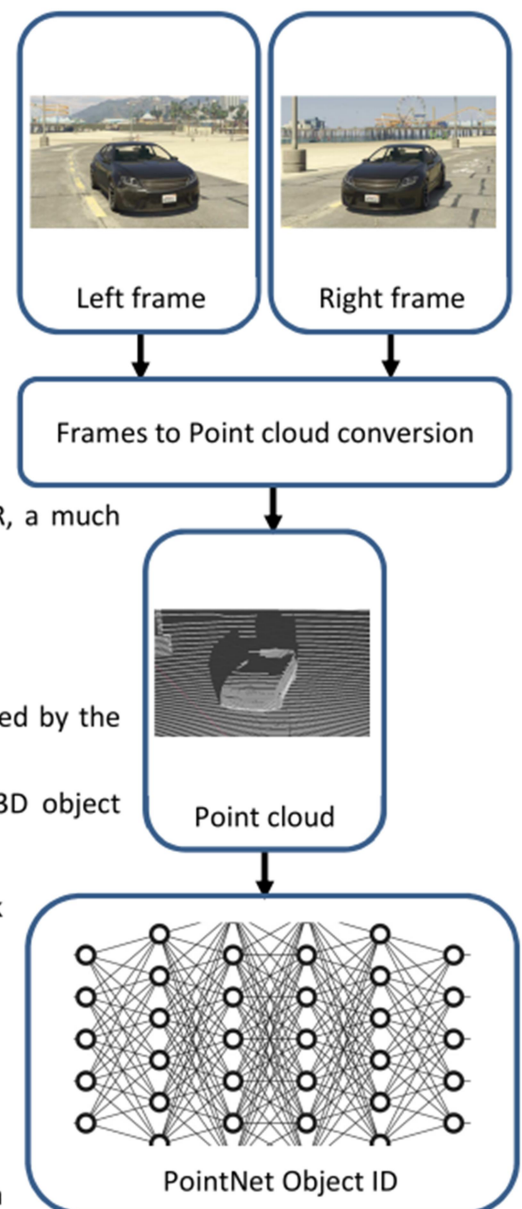 Left frame
Right frame
Frames to Point cloud conversion
R, a much
ed by the
Point cloud
3D object
PointNet Object ID